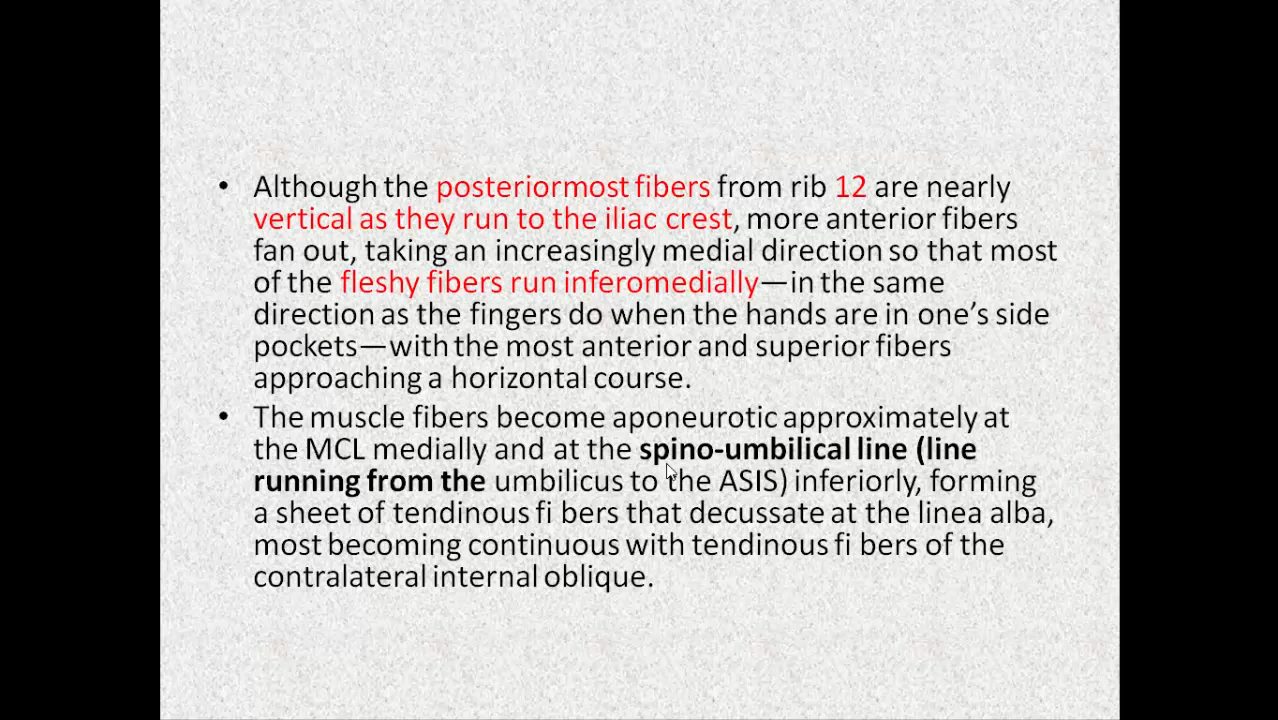 • Although the posteriormost fibers from rib 12 are nearly
vertical as they run to the iliac crest, more anterior fibers
fan out, taking an increasingly medial direction so that most
of the fleshy fibers run inferomedially—in the same
direction as the fingers do when the hands are in one's side
pockets—with the most anterior and superior fibers
approaching a horizontal course.
• The muscle fibers become aponeurotic approximately at
the MCL medially and at the spino-umbilical line (line
running from the umbilicus to the ASIS) inferiorly, forming
a sheet of tendinous fi bers that decussate at the linea alba,
most becoming continuous with tendinous fi bers of the
contralateral internal oblique.